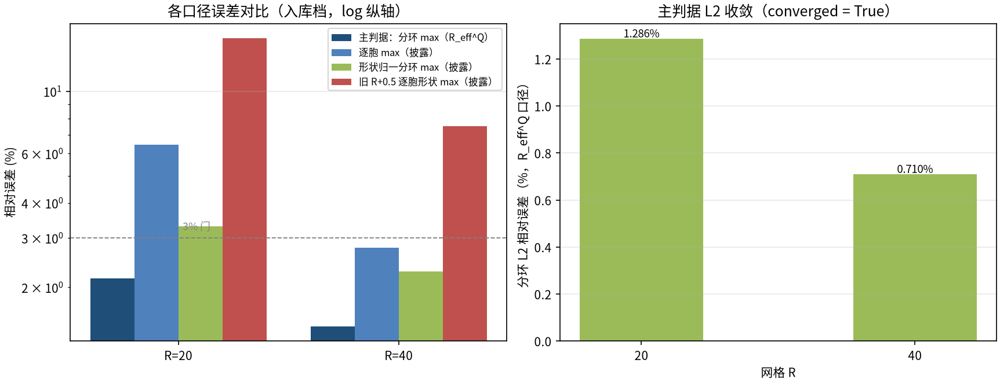 各口径误差对比（入库档，log 纵轴）
主判据：分环 max（R_eff^Q）
逐胞 max（披露）
形状归一分环 max（披露）
旧 R+0.5 逐胞形状 max（披露）
相对误差 (%)
10¹
6 × 10⁰
4 × 10⁰
3 × 10⁰
2 × 10⁰
3% 门
R=20
R=40
主判据 L2 收敛（converged = True）
分环 L2 相对误差（%，R_eff^Q 口径）
1.2
1.0
0.8
0.6
0.4
0.2
0.0
1.286%
0.710%
20
40
网格 R